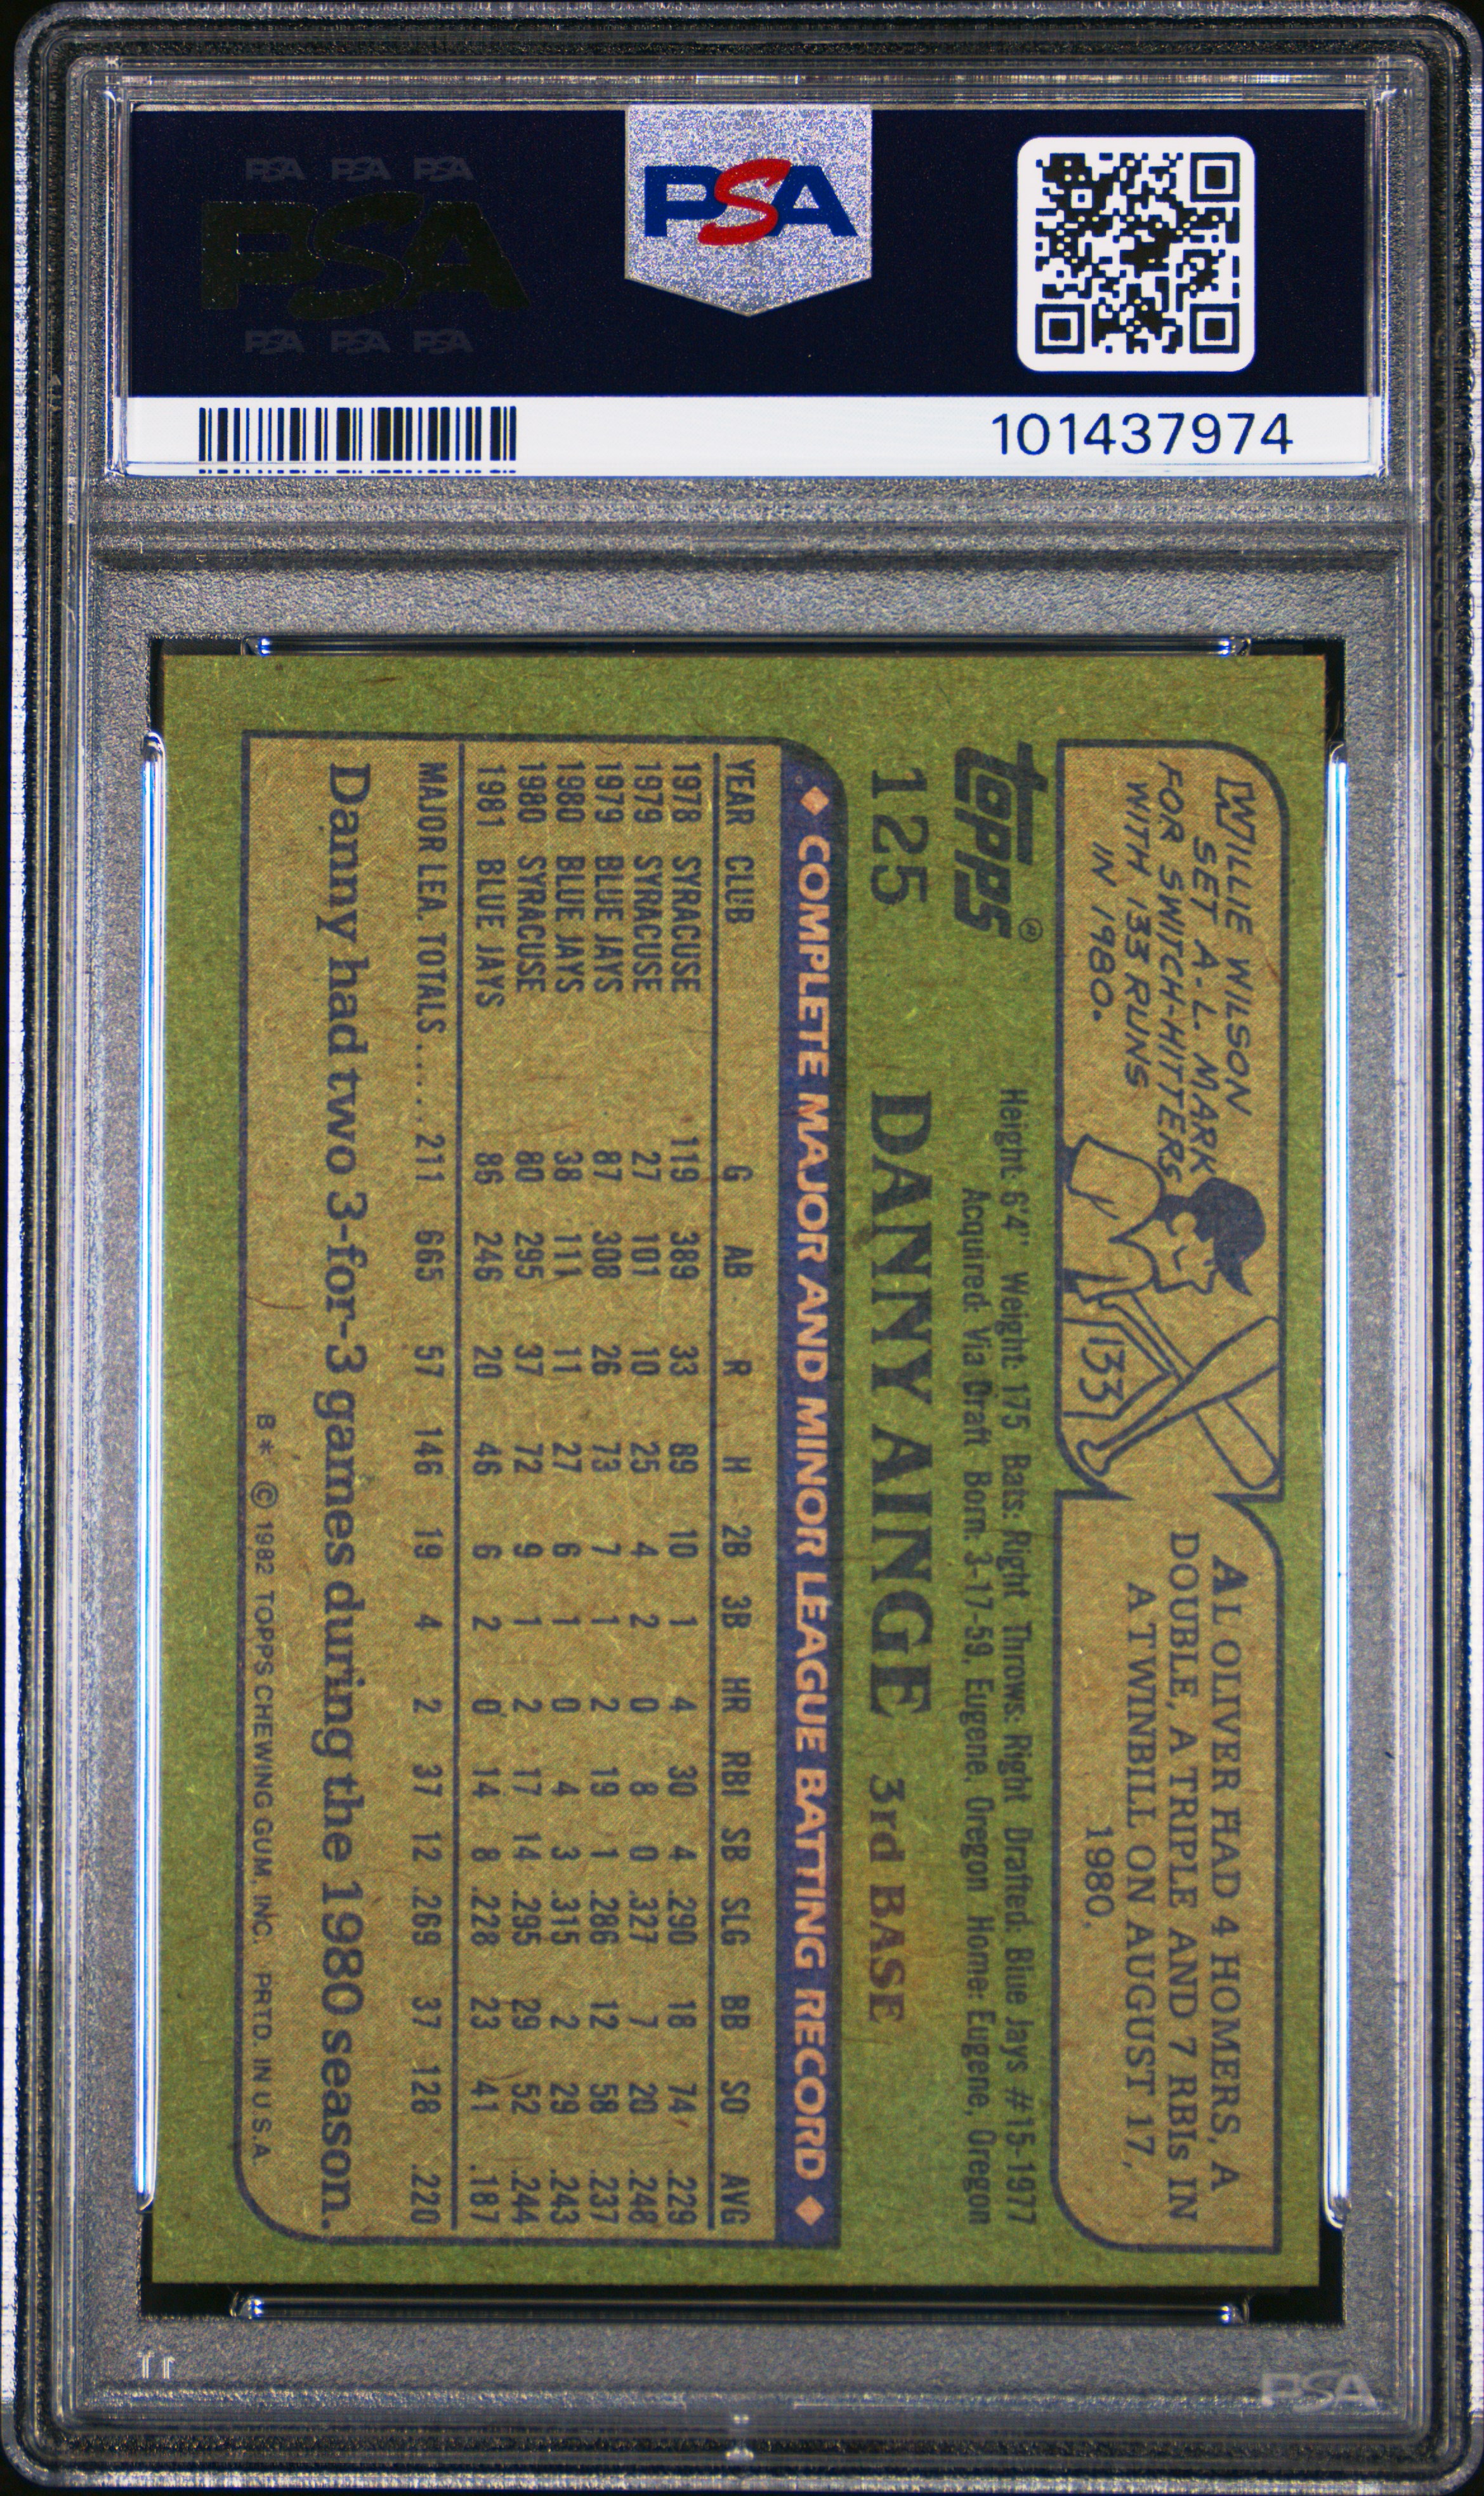 PSA PSA PSA
PSA
PSA PSA PSA
PSA
101437974
WILLIE WILSON
SET A.L. MARK
FOR SWITCH-HITTERS
WITH 133 RUNS
IN 1980.
133
AL OLIVER HAD 4 HOMERS, A
DOUBLE, A TRIPLE AND 7 RBIs IN
A TWINBILL ON AUGUST 17,
1980.
topps®
Height: 6'4" Weight: 175 Bats: Right Throws: Right Drafted: Blue Jays #15-1977
Acquired: Via Draft Born: 3-17-59, Eugene, Oregon Home: Eugene, Oregon
125 DANNY AINGE 3rd BASE
◆ COMPLETE MAJOR AND MINOR LEAGUE BATTING RECORD ◆
YEAR CLUB G AB R H 2B 3B HR RBI SB SLG BB SO AVG
1978 SYRACUSE 119 389 33 89 10 1 4 30 4 .290 18 74 .229
1979 SYRACUSE 27 101 10 25 4 2 0 8 0 .327 7 20 .248
1979 BLUE JAYS 87 308 26 73 7 1 2 19 1 .286 12 58 .237
1980 BLUE JAYS 38 111 11 27 6 1 0 4 3 .315 2 29 .243
1980 SYRACUSE 80 295 37 72 9 1 2 17 14 .295 29 52 .244
1981 BLUE JAYS 86 246 20 46 6 2 0 14 8 .228 23 41 .187
MAJOR LEA. TOTALS......211 665 57 146 19 4 2 37 12 .269 37 128 .220
Danny had two 3-for-3 games during the 1980 season.
B* © 1982 TOPPS CHEWING GUM, INC. PRTD. IN U.S.A.
PSA